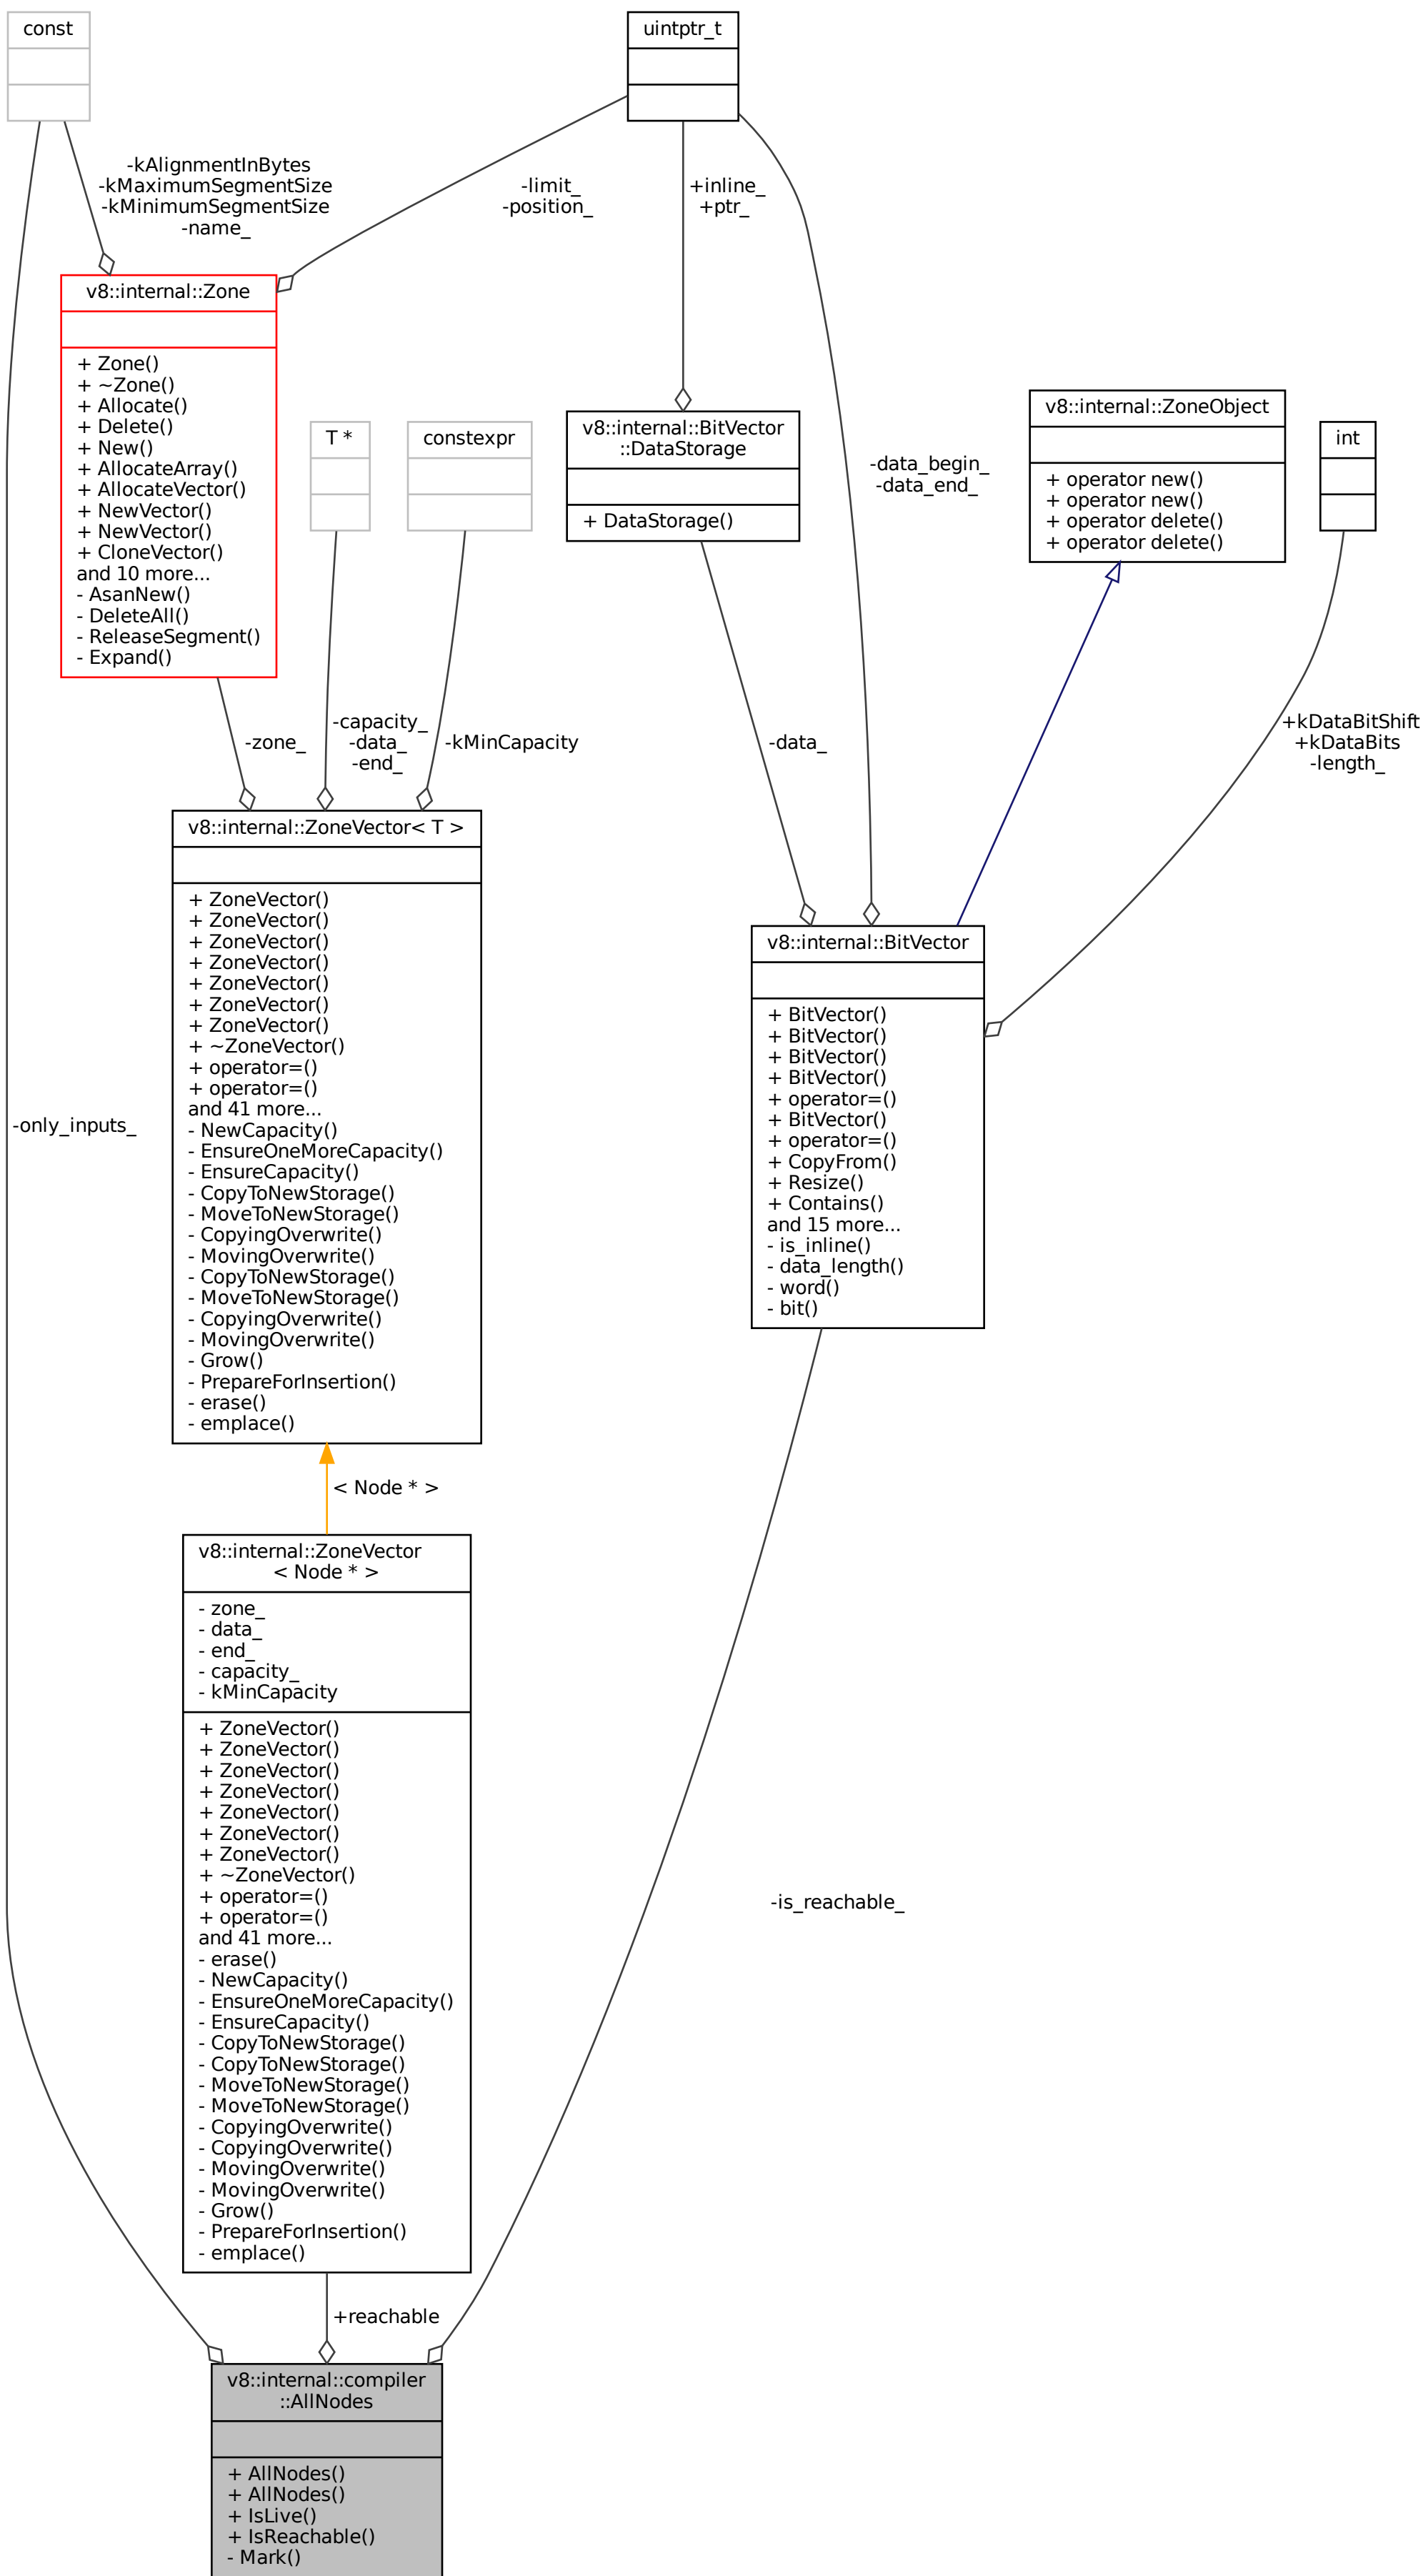 const
uintptr_t
-kAlignmentInBytes
-kMaximumSegmentSize
-kMinimumSegmentSize
-name_
-limit_
-position_
+inline_
+ptr_
v8::internal::Zone
+ Zone()
+ ~Zone()
+ Allocate()
+ Delete()
+ New()
+ AllocateArray()
+ AllocateVector()
+ NewVector()
+ NewVector()
+ CloneVector()
and 10 more...
- AsanNew()
- DeleteAll()
- ReleaseSegment()
- Expand()
T *
constexpr
v8::internal::BitVector
::DataStorage
+ DataStorage()
-data_begin_
-data_end_
v8::internal::ZoneObject
+ operator new()
+ operator new()
+ operator delete()
+ operator delete()
int
-zone_
-capacity_
-data_
-end_
-kMinCapacity
-data_
+kDataBitShift
+kDataBits
-length_
v8::internal::ZoneVector< T >
+ ZoneVector()
+ ZoneVector()
+ ZoneVector()
+ ZoneVector()
+ ZoneVector()
+ ZoneVector()
+ ZoneVector()
+ ~ZoneVector()
+ operator=()
+ operator=()
and 41 more...
- NewCapacity()
- EnsureOneMoreCapacity()
- EnsureCapacity()
- CopyToNewStorage()
- MoveToNewStorage()
- CopyingOverwrite()
- MovingOverwrite()
- CopyToNewStorage()
- MoveToNewStorage()
- CopyingOverwrite()
- MovingOverwrite()
- Grow()
- PrepareForInsertion()
- erase()
- emplace()
v8::internal::BitVector
+ BitVector()
+ BitVector()
+ BitVector()
+ BitVector()
+ operator=()
+ BitVector()
+ operator=()
+ CopyFrom()
+ Resize()
+ Contains()
and 15 more...
- is_inline()
- data_length()
- word()
- bit()
-only_inputs_
< Node * >
v8::internal::ZoneVector
< Node * >
- zone_
- data_
- end_
- capacity_
- kMinCapacity
+ ZoneVector()
+ ZoneVector()
+ ZoneVector()
+ ZoneVector()
+ ZoneVector()
+ ZoneVector()
+ ZoneVector()
+ ~ZoneVector()
+ operator=()
+ operator=()
and 41 more...
- erase()
- NewCapacity()
- EnsureOneMoreCapacity()
- EnsureCapacity()
- CopyToNewStorage()
- CopyToNewStorage()
- MoveToNewStorage()
- MoveToNewStorage()
- CopyingOverwrite()
- CopyingOverwrite()
- MovingOverwrite()
- MovingOverwrite()
- Grow()
- PrepareForInsertion()
- emplace()
-is_reachable_
+reachable
v8::internal::compiler
::AllNodes
+ AllNodes()
+ AllNodes()
+ IsLive()
+ IsReachable()
- Mark()